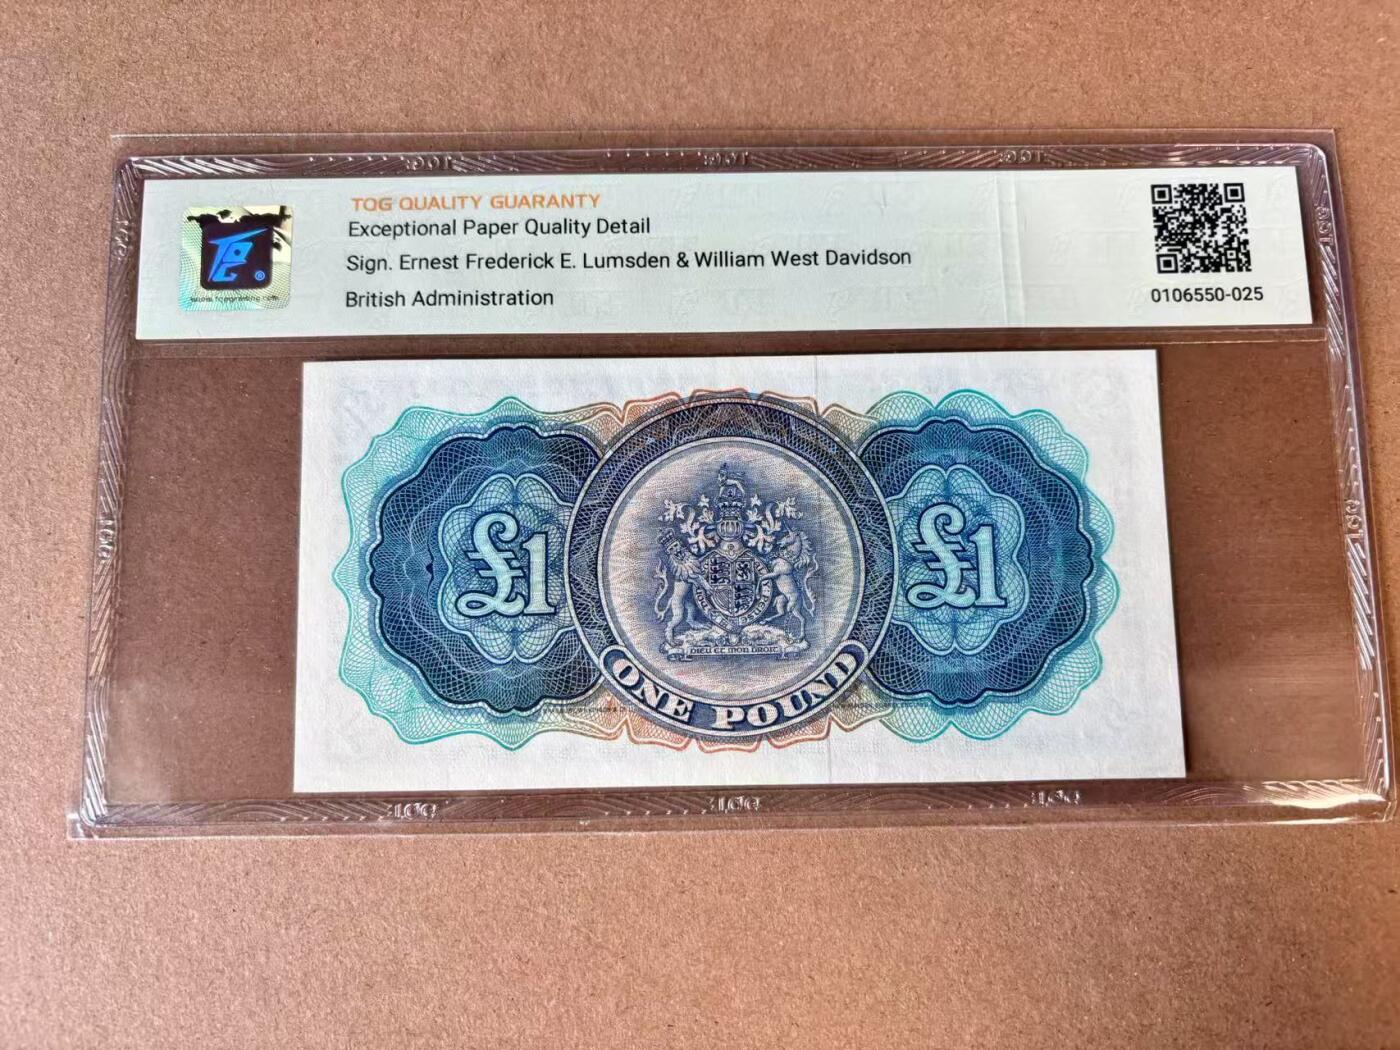 TQG QUALITY GUARANTY
Exceptional Paper Quality Detail
Sign. Ernest Frederick E. Lumsden & William West Davidson
British Administration
0106550-025
£1
£1
DIEU ET MON DROIT
ONE POUND